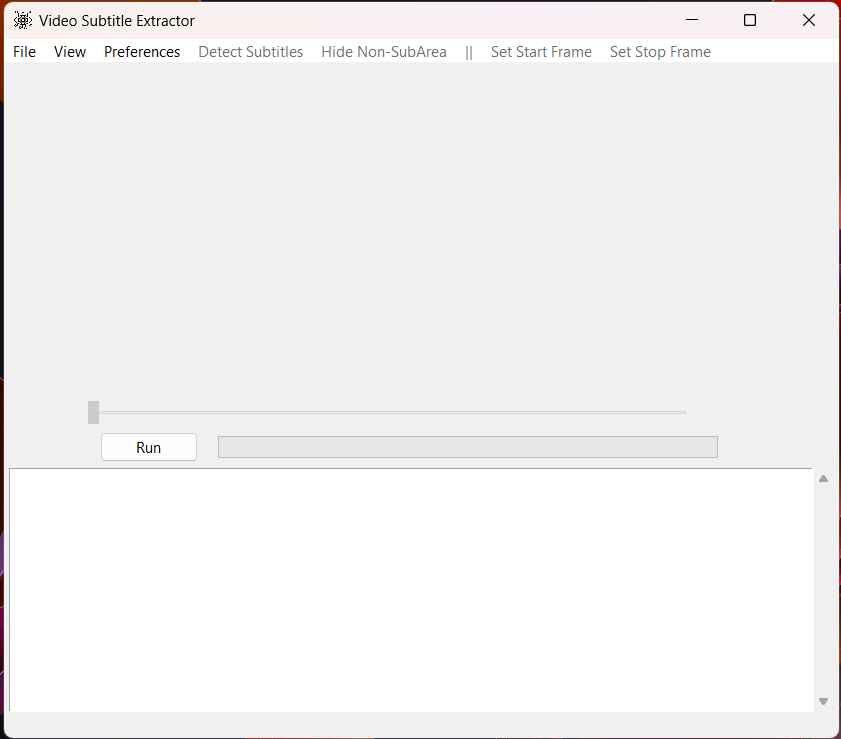 Video Subtitle Extractor
File View Preferences Detect Subtitles Hide Non-SubArea || Set Start Frame Set Stop Frame
Run